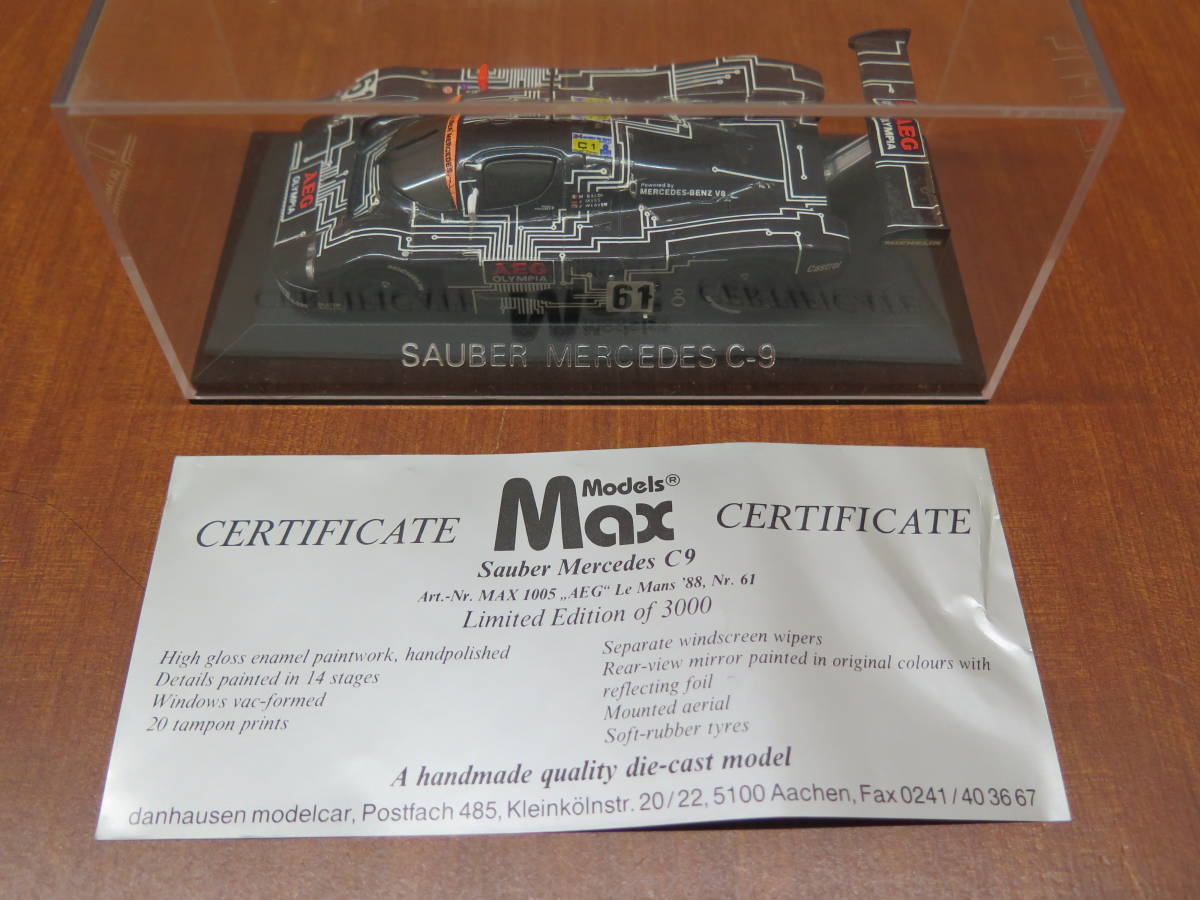 AEG
OLYMPIA
C1
Powered by
MERCEDES-BENZ V8
AEG
OLYMPIA
MICHELIN
AEG
OLYMPIA
Castrol
61
SAUBER MERCEDES C-9
CERTIFICATE
Models®
Max
CERTIFICATE
Sauber Mercedes C9
Art.-Nr. MAX 1005 „AEG“ Le Mans '88, Nr. 61
Limited Edition of 3000
High gloss enamel paintwork, handpolished
Details painted in 14 stages
Windows vac-formed
20 tampon prints
Separate windscreen wipers
Rear-view mirror painted in original colours with
reflecting foil
Mounted aerial
Soft-rubber tyres
A handmade quality die-cast model
danhausen modelcar, Postfach 485, Kleinkölnstr. 20/22, 5100 Aachen, Fax 0241/40 36 67